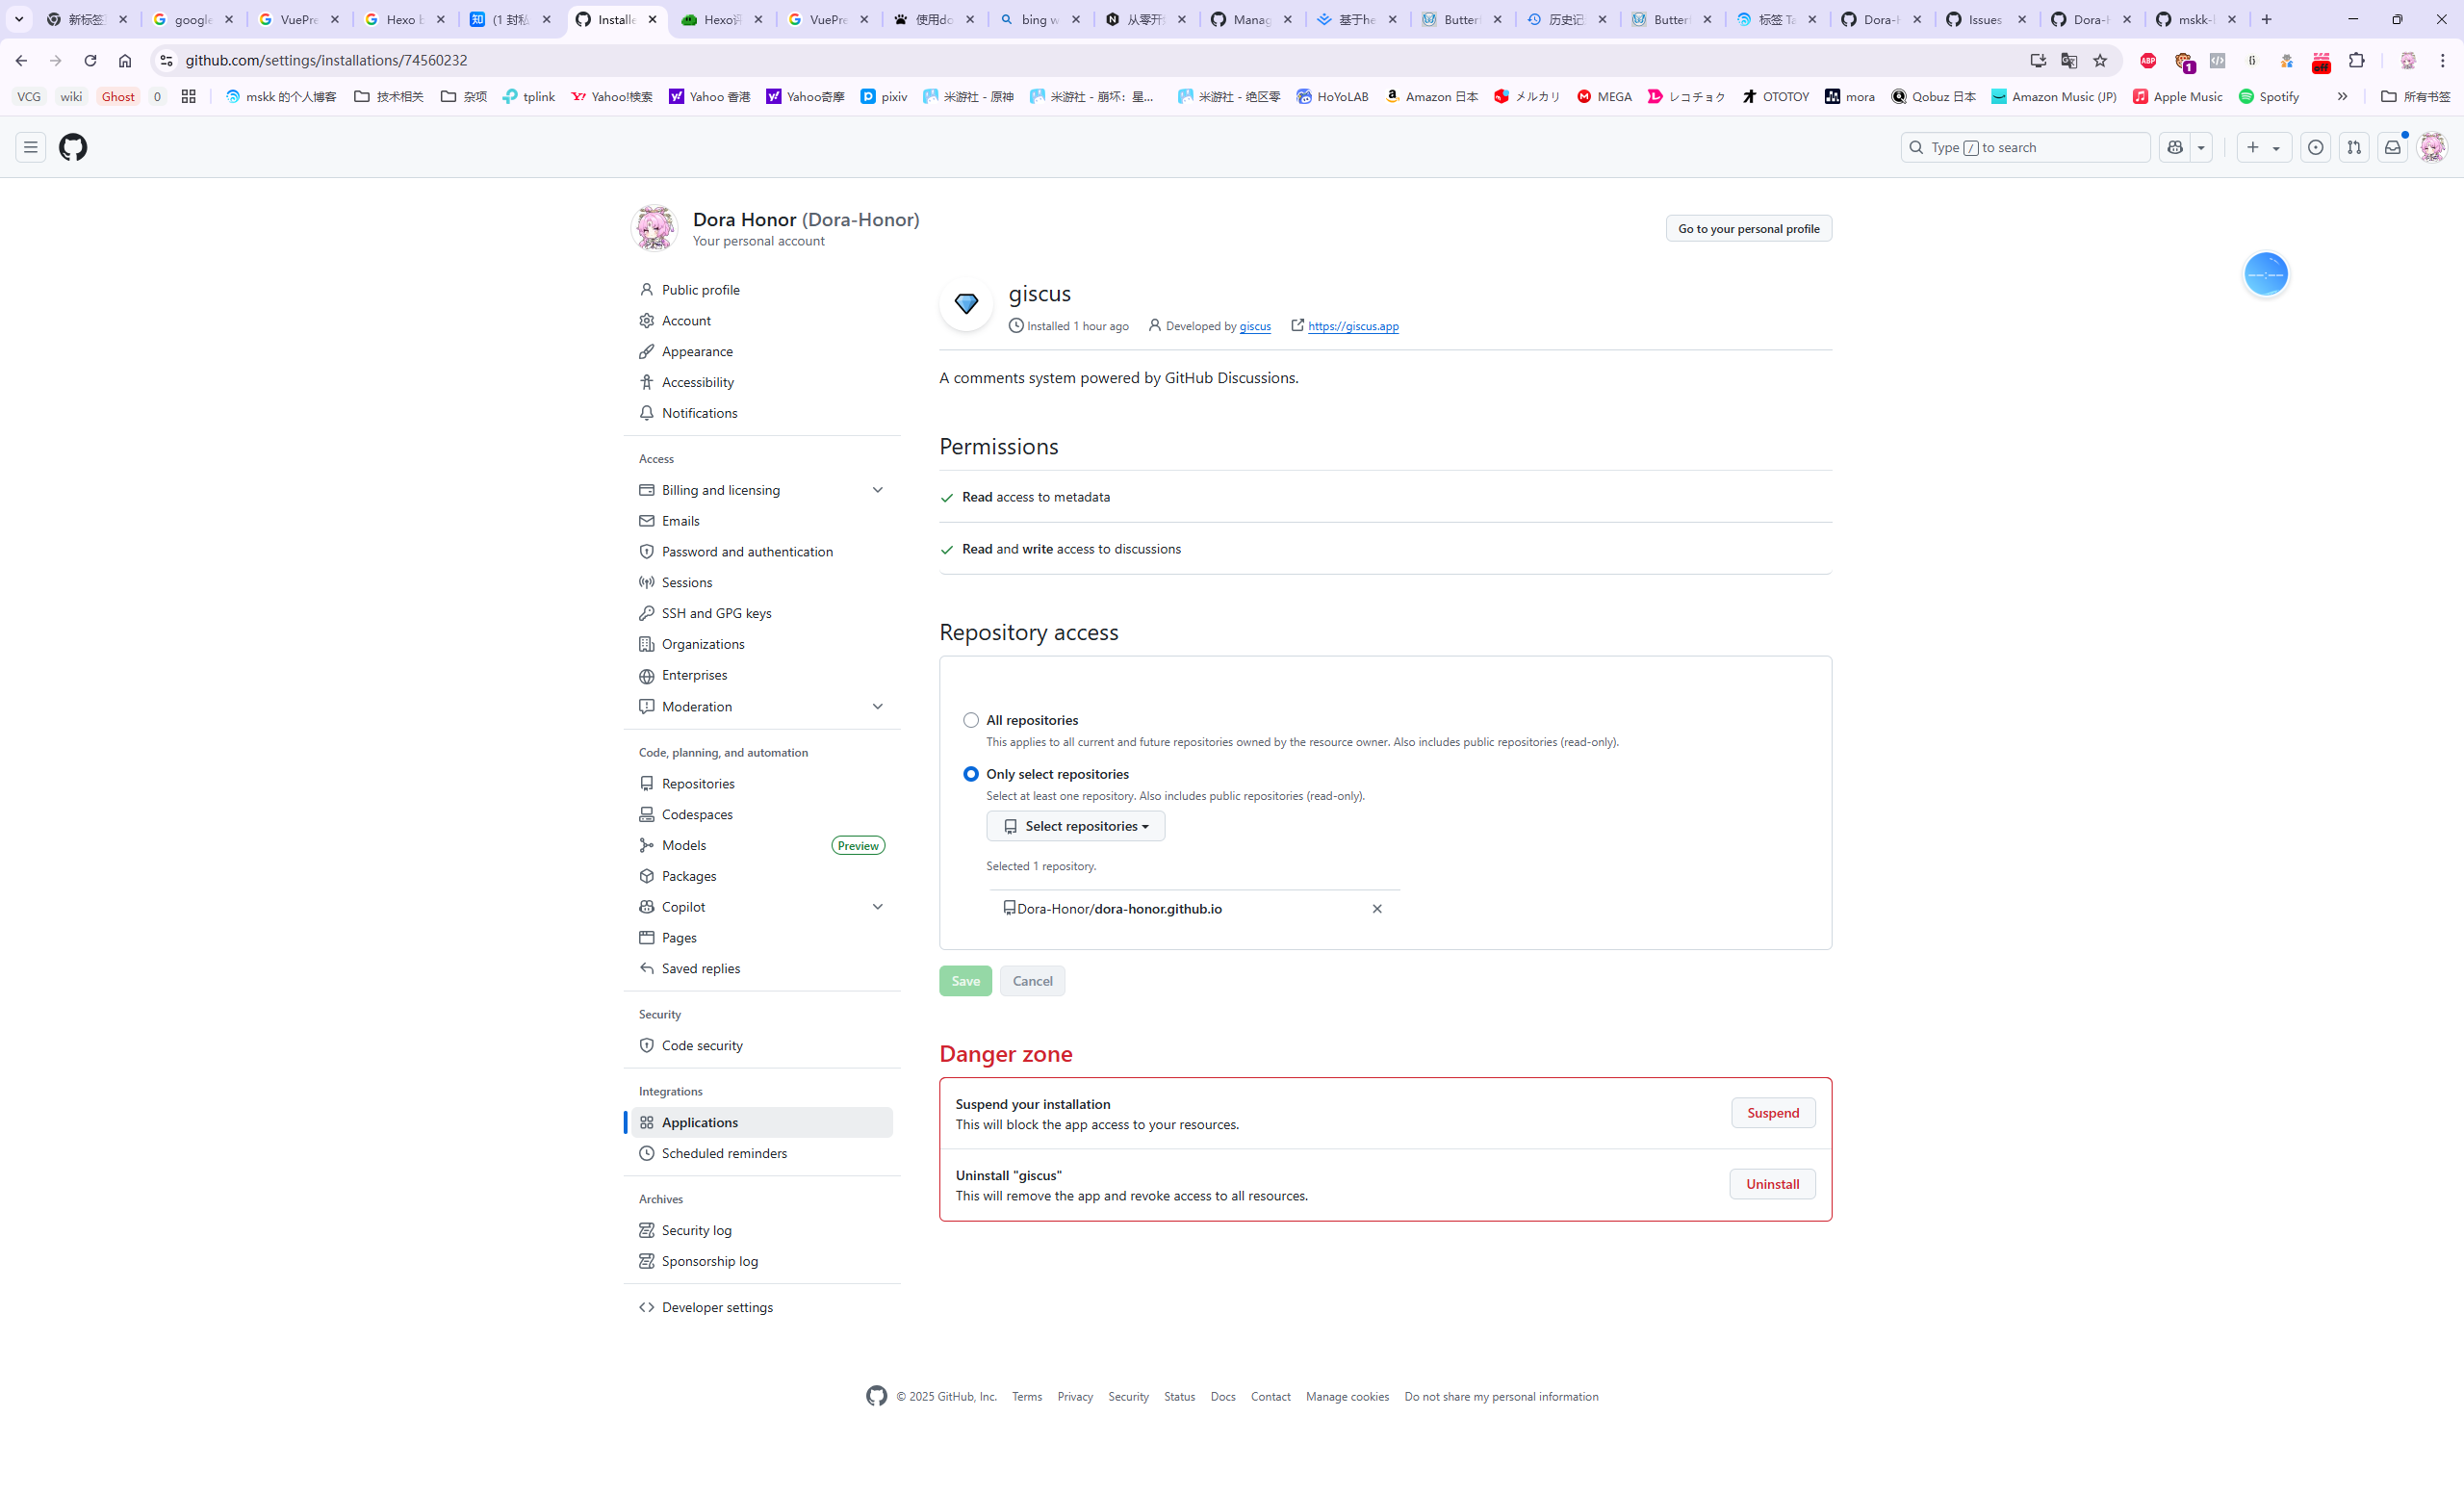 新标签
google
VuePre
Hexo b
(1 封私
Installe
Hexo评
VuePre
使用do
bing w
从零开
Manag
基于he
Butterf
历史记
Butterf
标签 Ta
Dora-H
Issues
Dora-H
mskk-l
github.com/settings/installations/74560232
ABP
1
off
VCG
wiki
Ghost
0
mskk 的个人博客
技术相关
杂项
tplink
Yahoo!検索
Yahoo 香港
Yahoo奇摩
pixiv
米游社 - 原神
米游社 - 崩坏：星...
米游社 - 绝区零
HoYoLAB
Amazon 日本
メルカリ
MEGA
レコチョク
OTOTOY
mora
Qobuz 日本
Amazon Music (JP)
Apple Music
Spotify
所有书签
Type / to search
Dora Honor (Dora-Honor)
Your personal account
Go to your personal profile
Public profile
Account
Appearance
Accessibility
Notifications
Access
Billing and licensing
Emails
Password and authentication
Sessions
SSH and GPG keys
Organizations
Enterprises
Moderation
Code, planning, and automation
Repositories
Codespaces
Models
Preview
Packages
Copilot
Pages
Saved replies
Security
Code security
Integrations
Applications
Scheduled reminders
Archives
Security log
Sponsorship log
Developer settings
giscus
Installed 1 hour ago
Developed by giscus
https://giscus.app
A comments system powered by GitHub Discussions.
Permissions
Read access to metadata
Read and write access to discussions
Repository access
All repositories
This applies to all current and future repositories owned by the resource owner. Also includes public repositories (read-only).
Only select repositories
Select at least one repository. Also includes public repositories (read-only).
Select repositories
Selected 1 repository.
Dora-Honor/dora-honor.github.io
Save
Cancel
Danger zone
Suspend your installation
This will block the app access to your resources.
Suspend
Uninstall "giscus"
This will remove the app and revoke access to all resources.
Uninstall
© 2025 GitHub, Inc.
Terms
Privacy
Security
Status
Docs
Contact
Manage cookies
Do not share my personal information